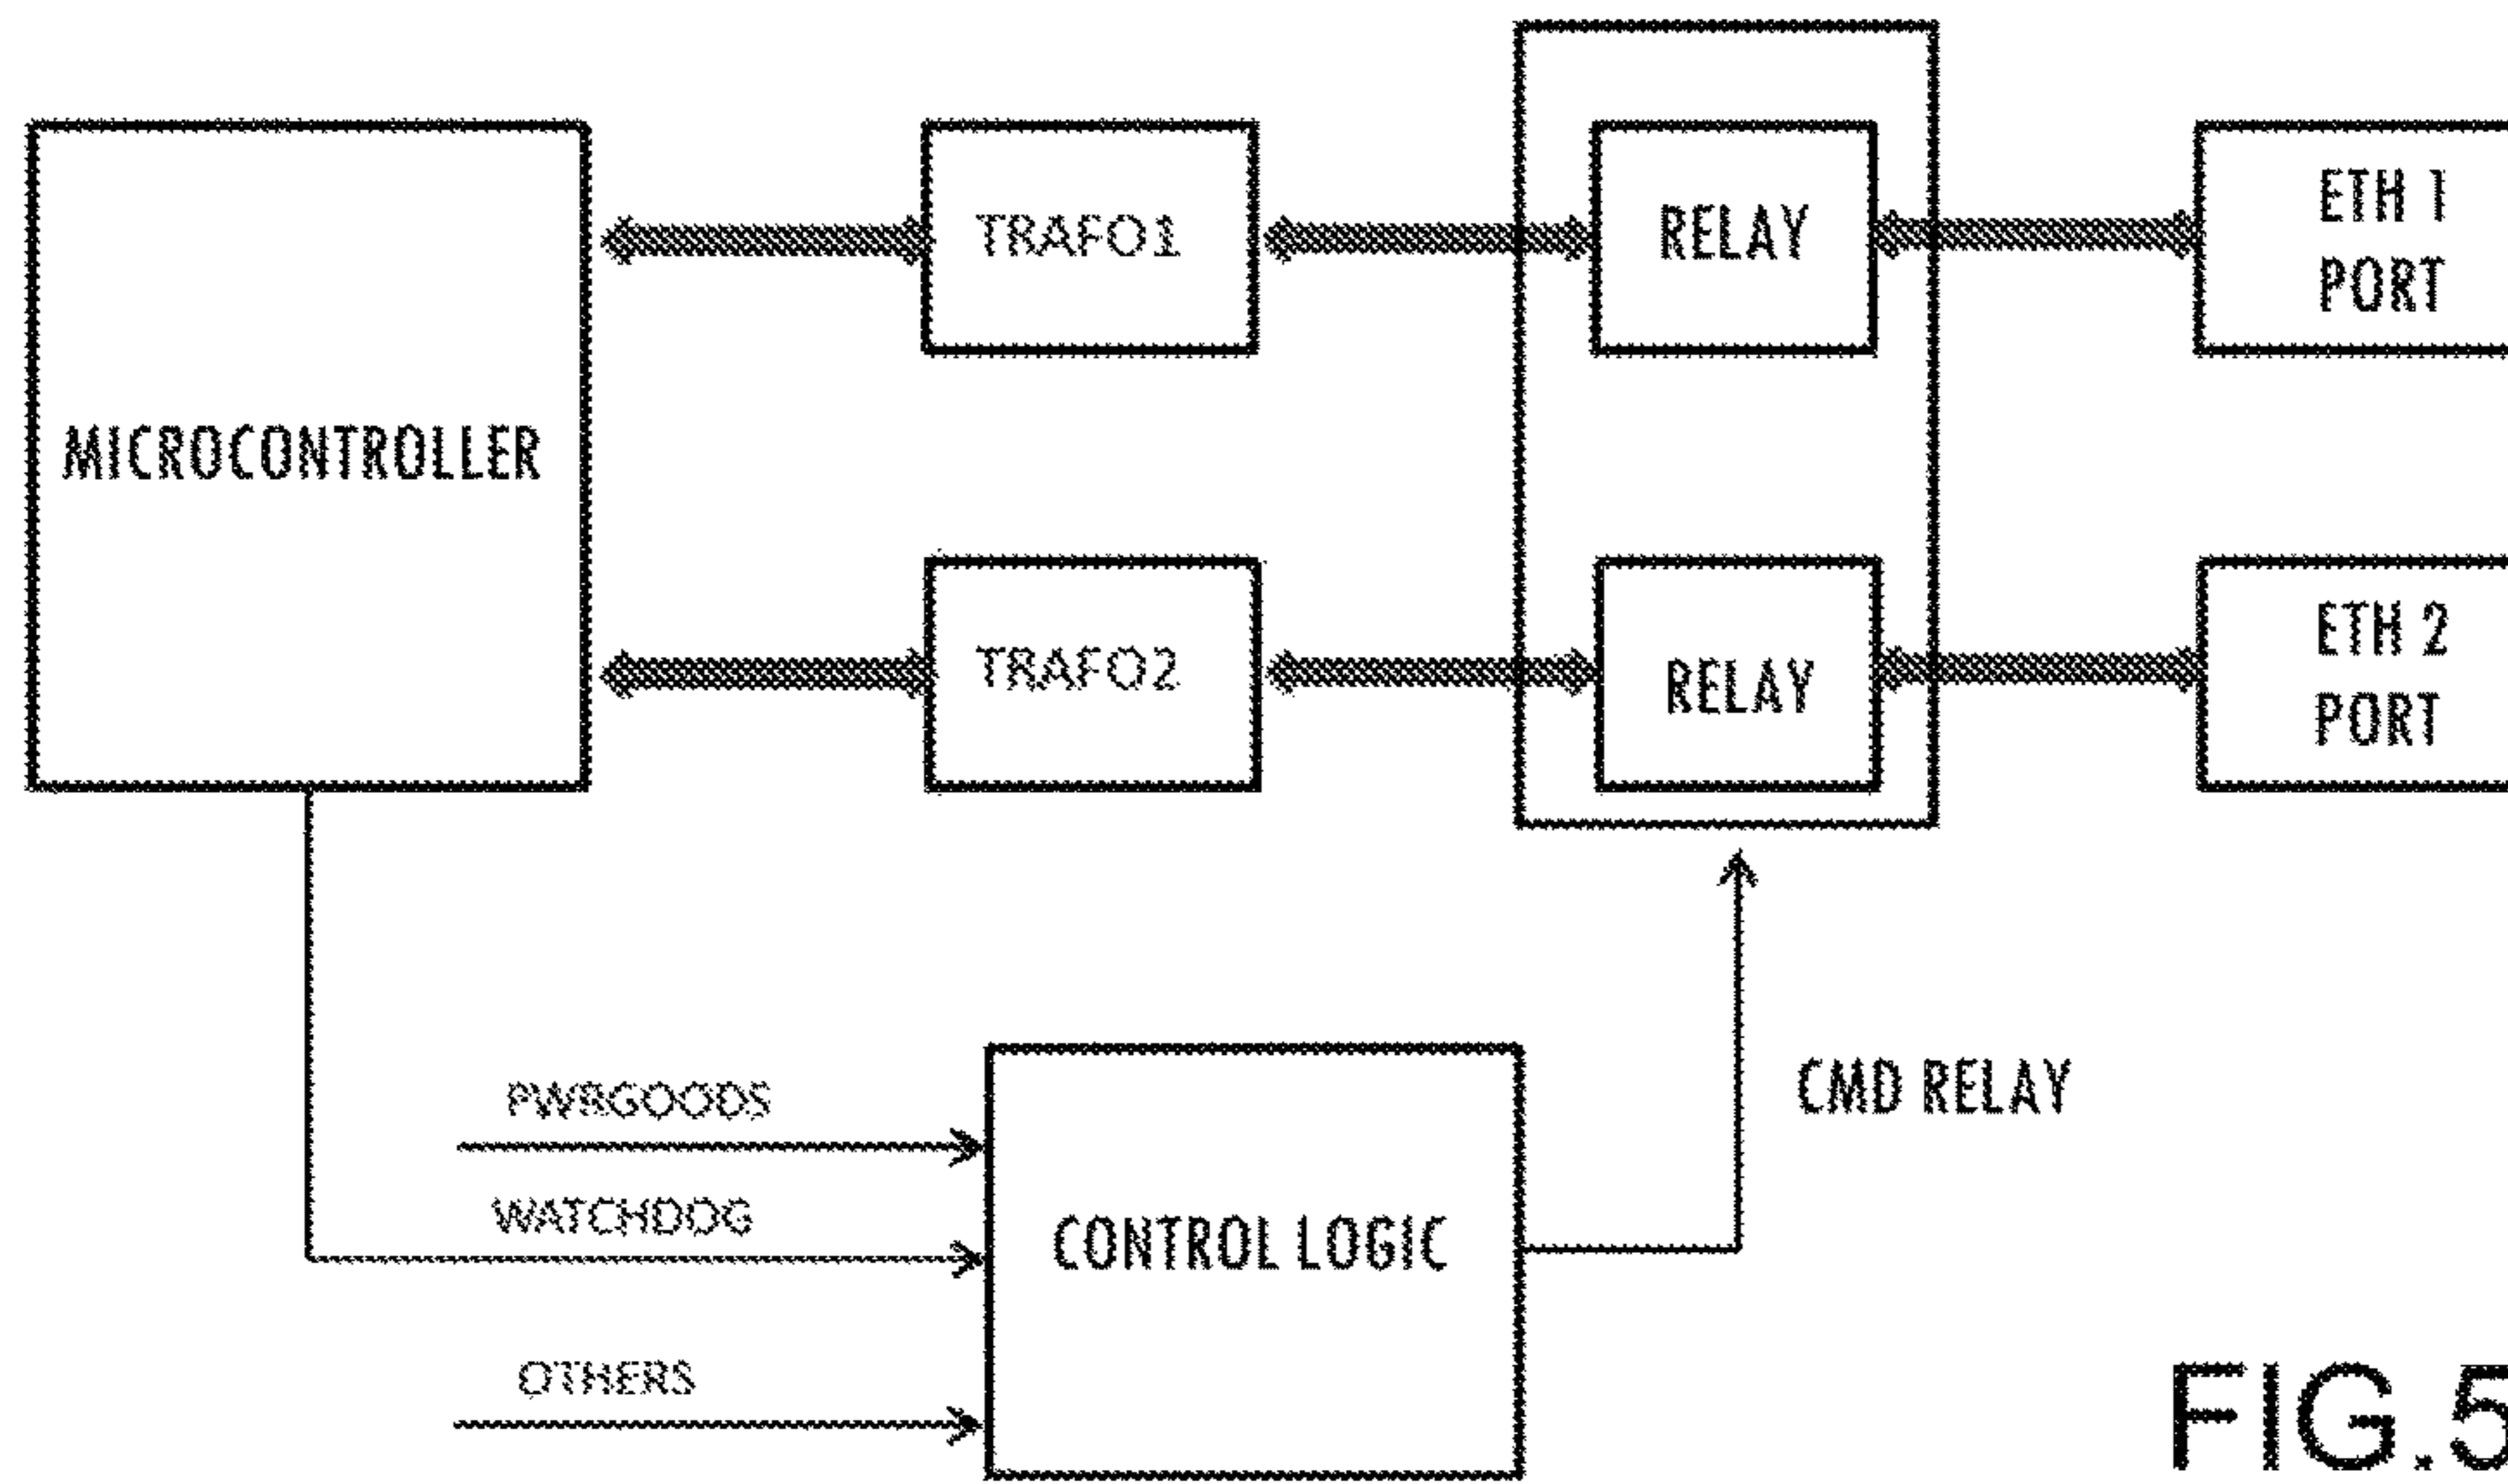 MICROCONTROLLER
TRAFO1
RELAY
ETH 1
PORT
TRAFO2
RELAY
ETH 2
PORT
PWRGOODS
WATCHDOG
OTHERS
CONTROL LOGIC
CMD RELAY
FIG.5